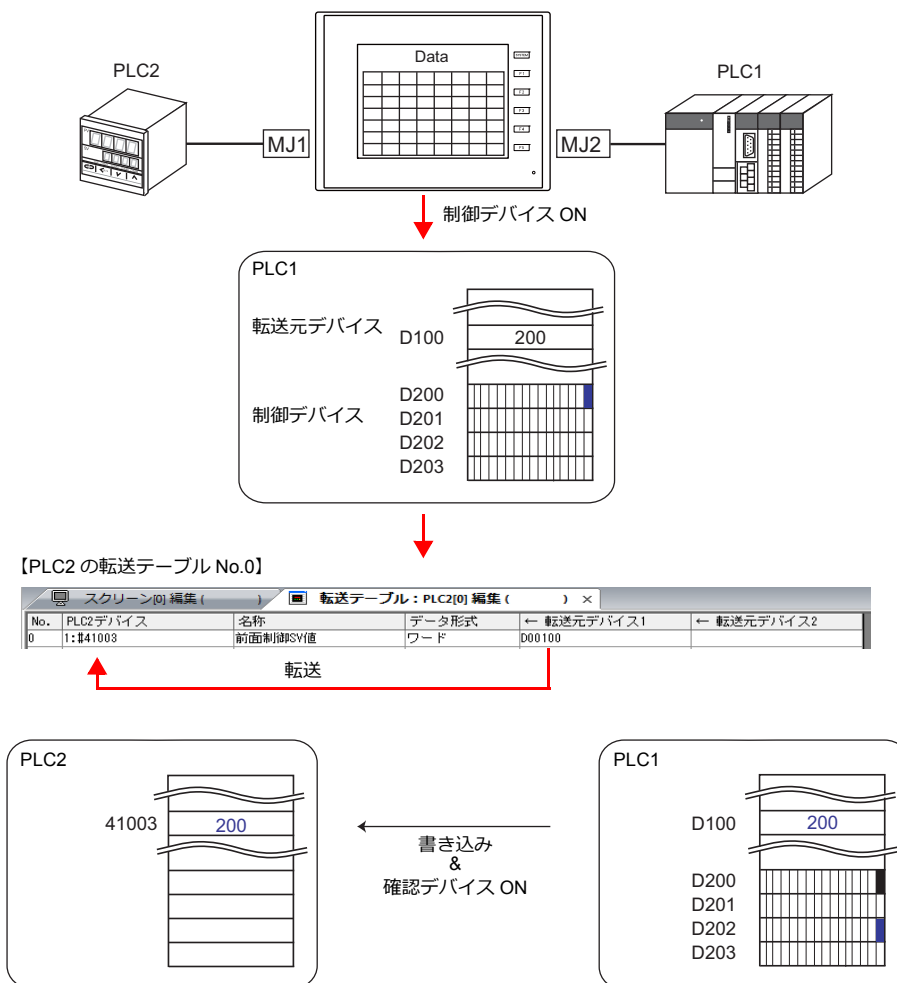 Data
PLC2
PLC1
MJ1
MJ2
SYSTEM
F1
F2
F3
F4
F5
制御デバイス ON
PLC1
転送元デバイス
D100
200
制御デバイス
D200
D201
D202
D203
【PLC2 の転送テーブル No.0】
スクリーン[0] 編集 ( )
転送テーブル：PLC2[0] 編集 ( ) ×
No. PLC2デバイス 名称 データ形式 ← 転送元デバイス1 ← 転送元デバイス2
0 1:#41003 前面制御SV値 ワード D00100
転送
PLC2
41003
200
書き込み
&
確認デバイス ON
PLC1
D100
200
D200
D201
D202
D203